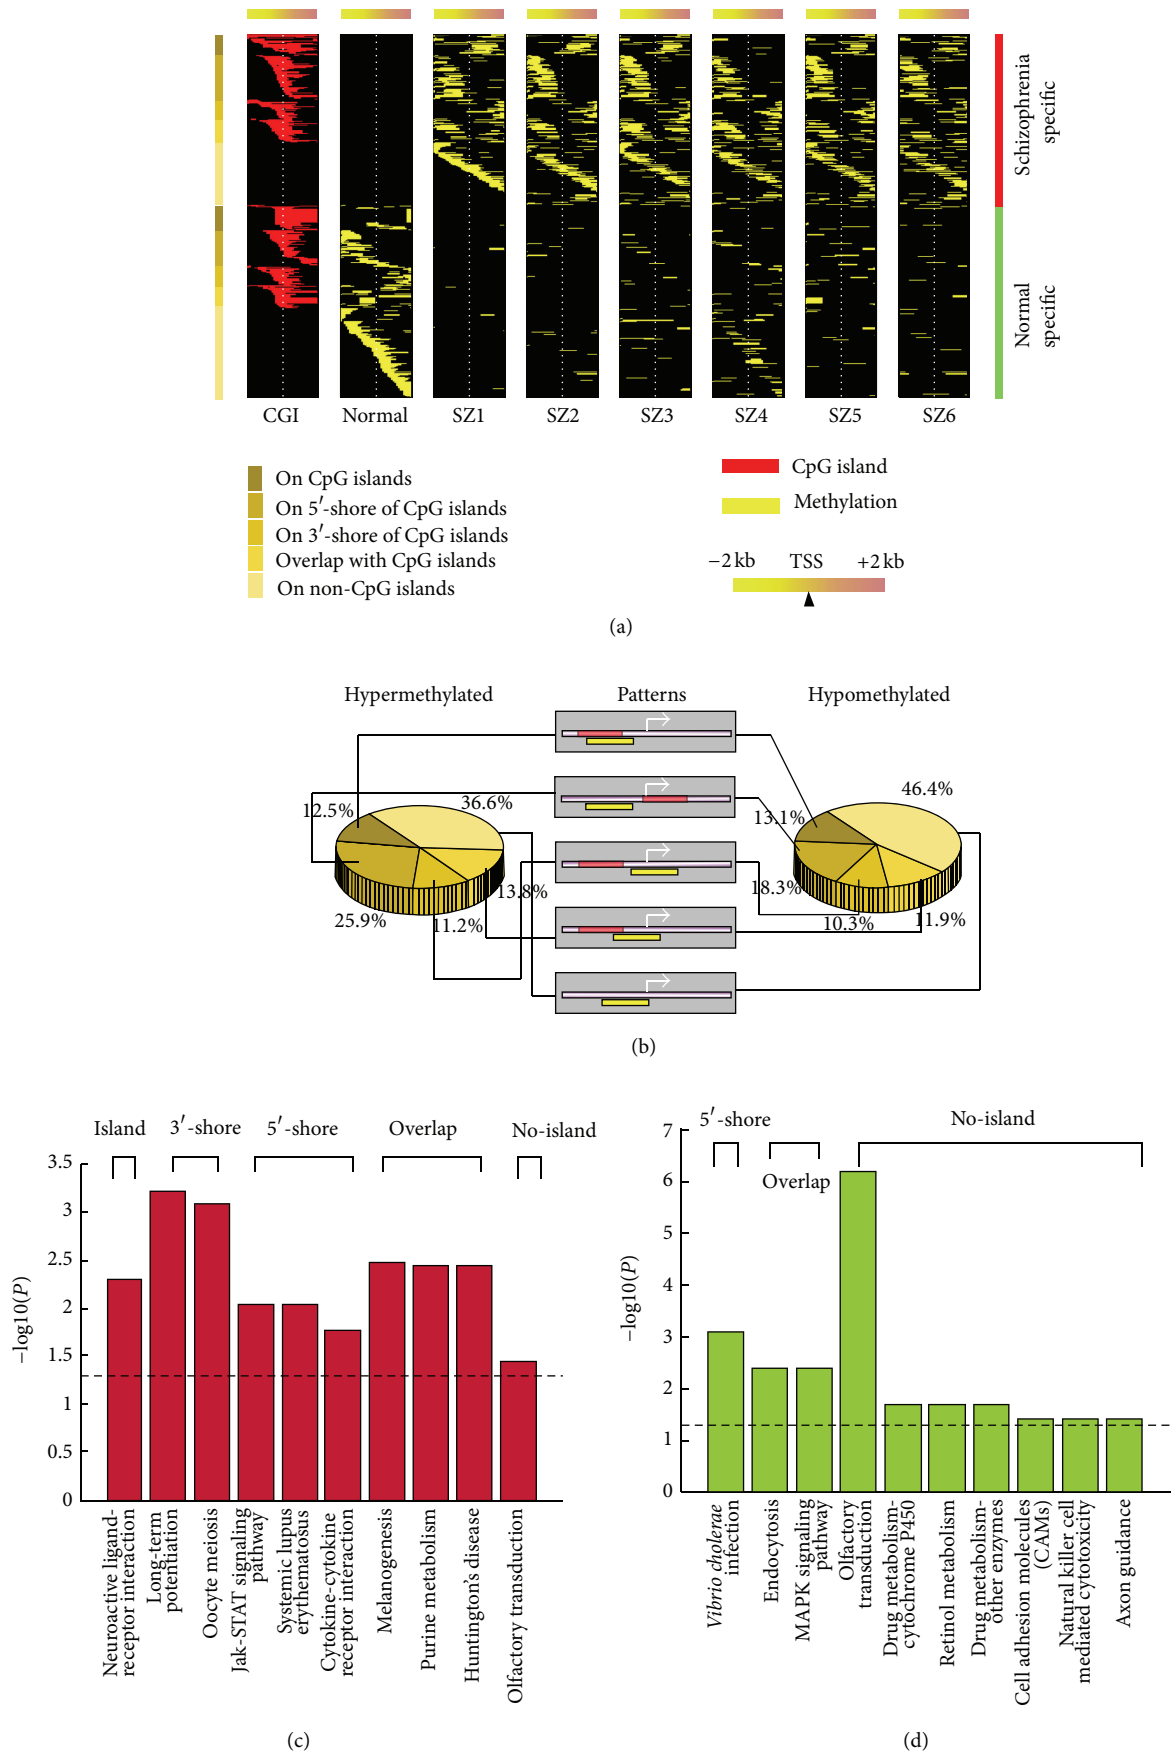 Schizophrenia
specific
Normal
specific
CGI
Normal
SZ1
SZ2
SZ3
SZ4
SZ5
SZ6
On CpG islands
On 5′-shore of CpG islands
On 3′-shore of CpG islands
Overlap with CpG islands
On non-CpG islands
CpG island
Methylation
−2 kb
TSS
+2 kb
(a)
Hypermethylated
Patterns
Hypomethylated
12.5%
36.6%
25.9%
11.2%
13.8%
46.4%
13.1%
18.3%
10.3%
11.9%
(b)
Island
3′-shore
5′-shore
Overlap
No-island
3.5
3
2.5
2
1.5
1
0.5
0
−log10(P)
Neuroactive ligand-
receptor interaction
Long-term
potentiation
Oocyte meiosis
Jak-STAT signaling
pathway
Systemic lupus
erythematosus
Cytokine-cytokine
receptor interaction
Melanogenesis
Purine metabolism
Huntington's disease
Olfactory transduction
(c)
5′-shore
Overlap
No-island
7
6
5
4
3
2
1
0
−log10(P)
Vibrio cholerae
infection
Endocytosis
MAPK signaling
pathway
Olfactory
transduction
Drug metabolism-
cytochrome P450
Retinol metabolism
Drug metabolism-
other enzymes
Cell adhesion molecules
(CAMs)
Natural killer cell
mediated cytotoxicity
Axon guidance
(d)